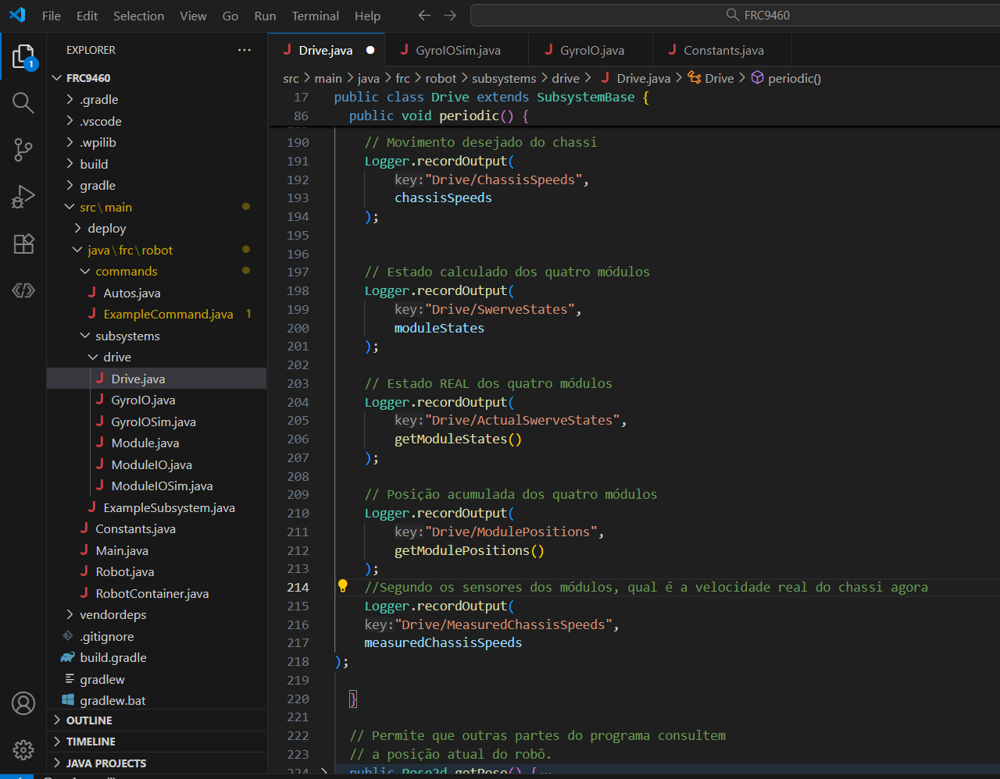 File Edit Selection View Go Run Terminal Help
FRC9460
EXPLORER
1
FRC9460
.gradle
.vscode
.wpilib
build
gradle
src\main
deploy
java\frc\robot
commands
Autos.java
ExampleCommand.java 1
subsystems
drive
Drive.java
GyroIO.java
GyroIOSim.java
Module.java
ModuleIO.java
ModuleIOSim.java
ExampleSubsystem.java
Constants.java
Main.java
Robot.java
RobotContainer.java
vendordeps
.gitignore
build.gradle
gradlew
gradlew.bat
OUTLINE
TIMELINE
JAVA PROJECTS
Drive.java GyroIOSim.java GyroIO.java Constants.java
src > main > java > frc > robot > subsystems > drive > Drive.java > Drive > periodic()
17 public class Drive extends SubsystemBase {
86 public void periodic() {
190 // Movimento desejado do chassi
191 Logger.recordOutput(
192 key:"Drive/ChassisSpeeds",
193 chassisSpeeds
194 );
195
196
197 // Estado calculado dos quatro módulos
198 Logger.recordOutput(
199 key:"Drive/SwerveStates",
200 moduleStates
201 );
202
203 // Estado REAL dos quatro módulos
204 Logger.recordOutput(
205 key:"Drive/ActualSwerveStates",
206 getModuleStates()
207 );
208
209 // Posição acumulada dos quatro módulos
210 Logger.recordOutput(
211 key:"Drive/ModulePositions",
212 getModulePositions()
213 );
214 //Segundo os sensores dos módulos, qual é a velocidade real do chassi agora
215 Logger.recordOutput(
216 key:"Drive/MeasuredChassisSpeeds",
217 measuredChassisSpeeds
218 );
219
220 }
221
222 // Permite que outras partes do programa consultem
223 // a posição atual do robô.
224 public Pose2d getPose() {…